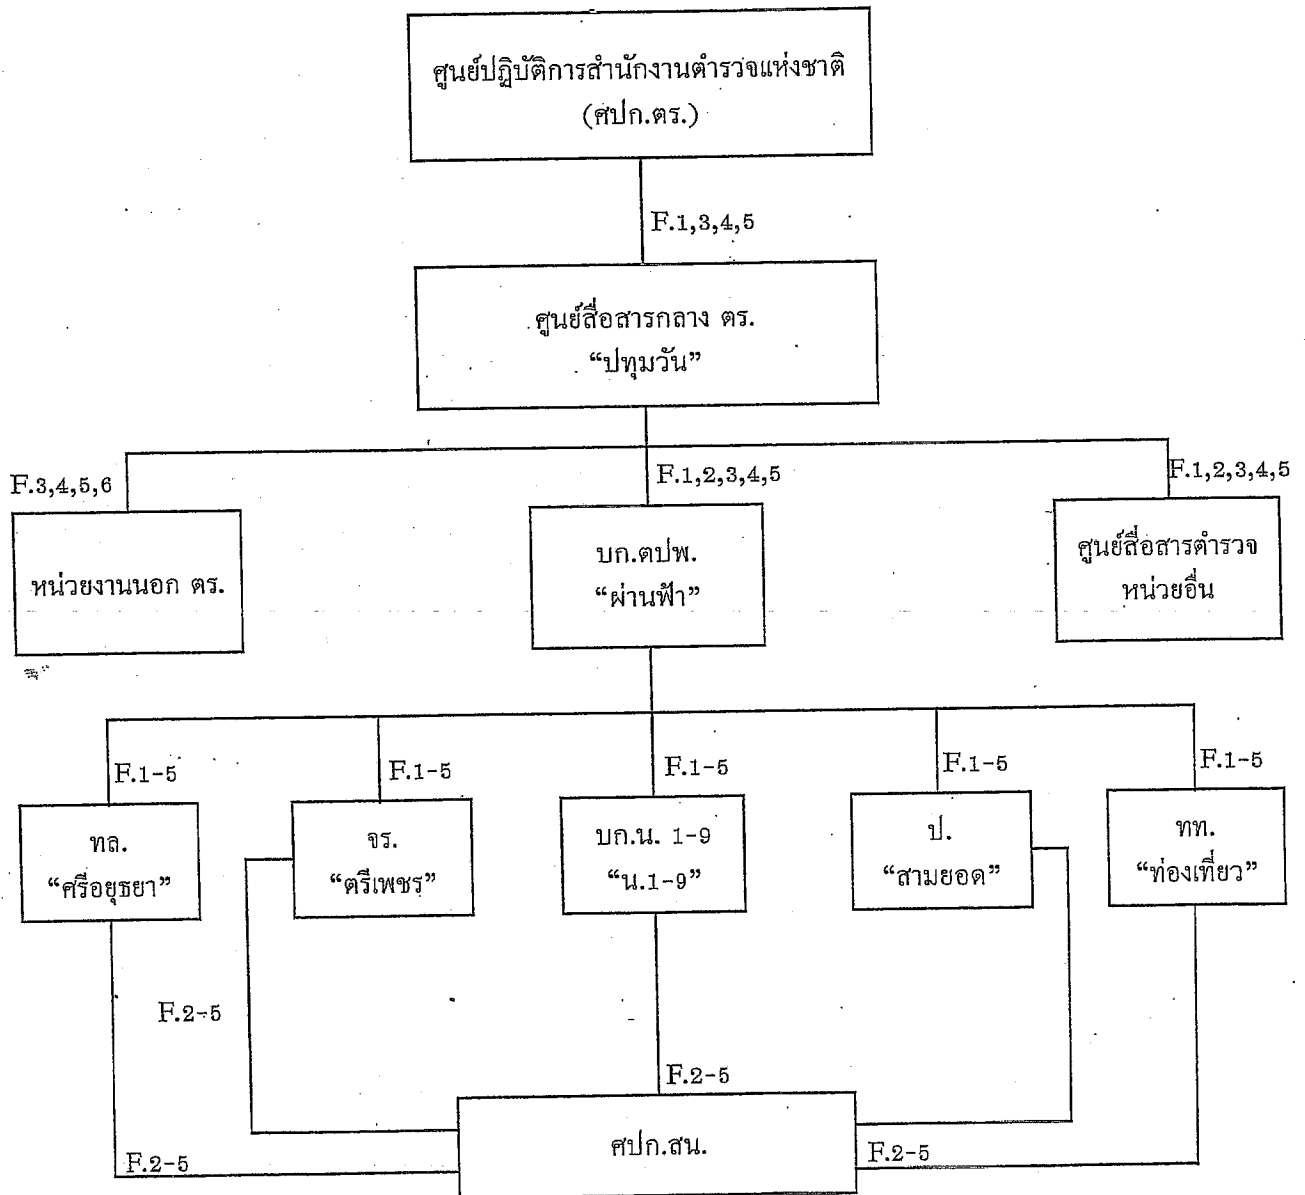 ศูนย์ปฏิบัติการสำนักงานตำรวจแห่งชาติ
(ศปก.ตร.)
F.1,3,4,5
ศูนย์สื่อสารกลาง ตร.
“ปทุมวัน”
F.3,4,5,6
F.1,2,3,4,5
F.1,2,3,4,5
หน่วยงานนอก ตร.
บก.ตปพ.
“ผ่านฟ้า”
ศูนย์สื่อสารตำรวจ
หน่วยอื่น
F.1-5
F.1-5
F.1-5
F.1-5
F.1-5
ทล.
“ศรีอยุธยา”
จร.
“ตรีเพชร”
บก.น. 1-9
“น.1-9”
ป.
“สามยอด”
ทท.
“ท่องเที่ยว”
F.2-5
F.2-5
ศปก.สน.
F.2-5
F.2-5